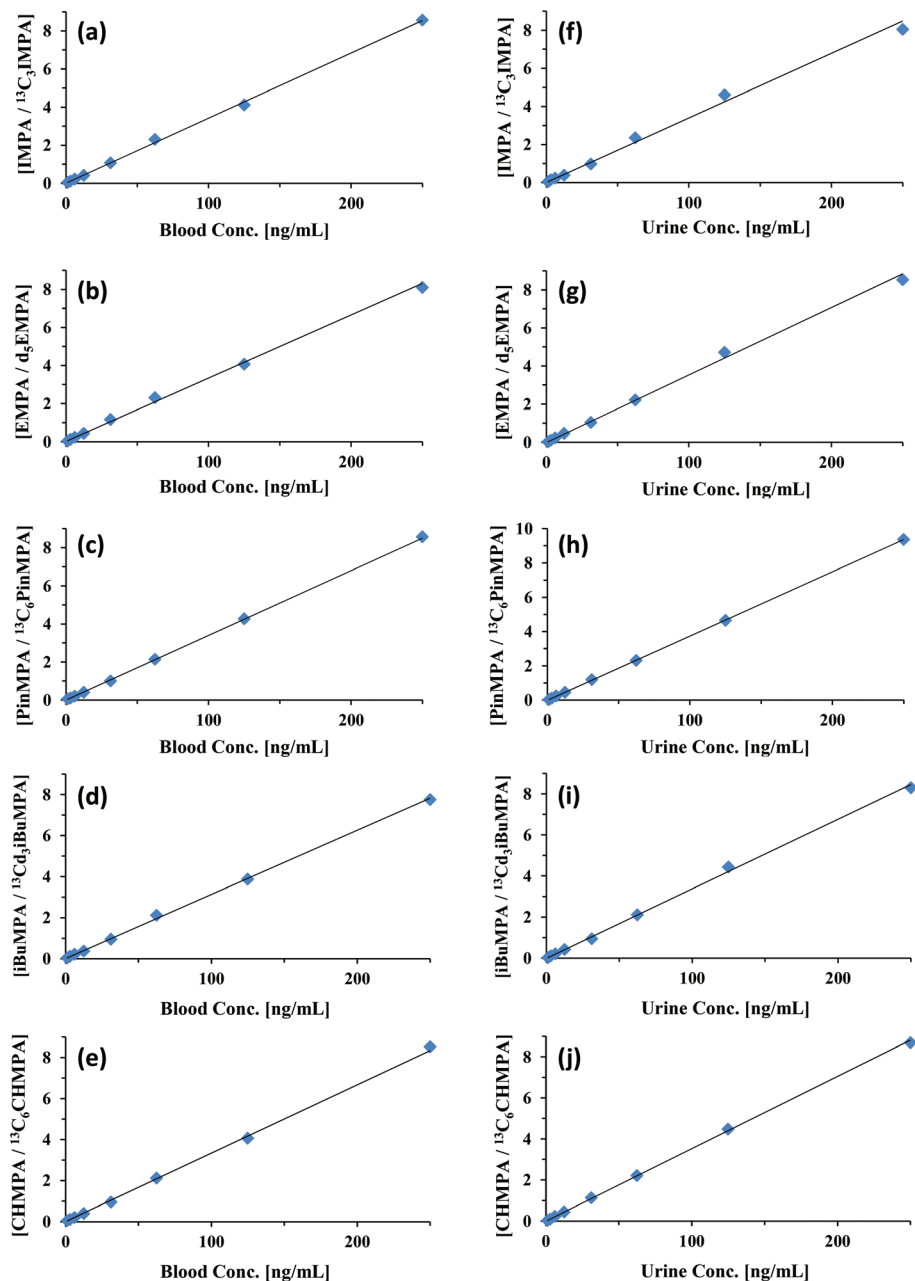 (a)
[IMPA / ¹³C₃IMPA]
8
6
4
2
0
0 100 200
Blood Conc. [ng/mL]
(f)
[IMPA / ¹³C₃IMPA]
8
6
4
2
0
0 100 200
Urine Conc. [ng/mL]
(b)
[EMPA / d₅EMPA]
8
6
4
2
0
0 100 200
Blood Conc. [ng/mL]
(g)
[EMPA / d₅EMPA]
8
6
4
2
0
0 100 200
Urine Conc. [ng/mL]
(c)
[PinMPA / ¹³C₆PinMPA]
8
6
4
2
0
0 100 200
Blood Conc. [ng/mL]
(h)
[PinMPA / ¹³C₆PinMPA]
10
8
6
4
2
0
0 100 200
Urine Conc. [ng/mL]
(d)
[iBuMPA / ¹³Cd₃iBuMPA]
8
6
4
2
0
0 100 200
Blood Conc. [ng/mL]
(i)
[iBuMPA / ¹³Cd₃iBuMPA]
8
6
4
2
0
0 100 200
Urine Conc. [ng/mL]
(e)
[CHMPA / ¹³C₆CHMPA]
8
6
4
2
0
0 100 200
Blood Conc. [ng/mL]
(j)
[CHMPA / ¹³C₆CHMPA]
8
6
4
2
0
0 100 200
Urine Conc. [ng/mL]